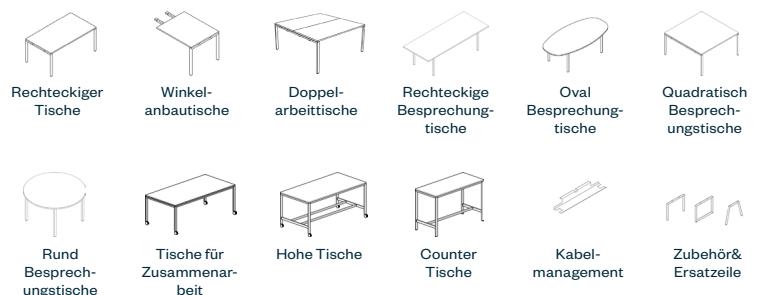 Rechteckiger
Tische
Winkel-
anbautische
Doppel-
arbeittische
Rechteckige
Besprechung-
tische
Oval
Besprechung-
tische
Quadratisch
Besprech-
ungstische
Rund
Besprech-
ungstische
Tische für
Zusammenar-
beit
Hohe Tische
Counter
Tische
Kabel-
management
Zubehör&
Ersatzeile